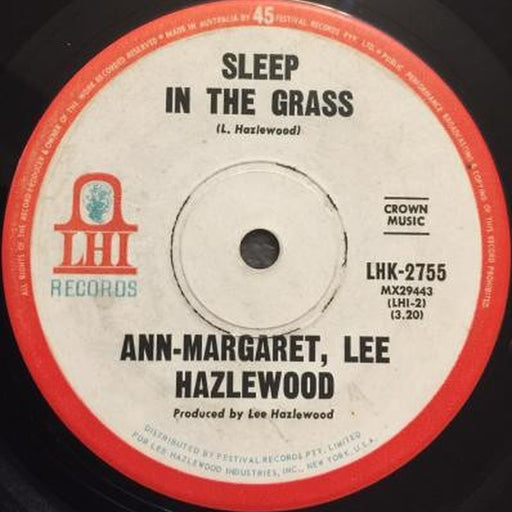 ALL RIGHTS OF THE RECORD PRODUCER & OWNER OF THE WORK RECORDED RESERVED • MADE IN AUSTRALIA BY 45 FESTIVAL RECORDS PTY. LTD. • PUBLIC PERFORMANCE BROADCASTING & COPYING OF THIS RECORD PROHIBITED
SLEEP
IN THE GRASS
(L. Hazlewood)
LHI
RECORDS
CROWN
MUSIC
LHK-2755
MX29443
(LHI-2)
(3.20)
ANN-MARGARET, LEE
HAZLEWOOD
Produced by Lee Hazlewood
DISTRIBUTED BY FESTIVAL RECORDS PTY. LIMITED
FOR LEE HAZLEWOOD INDUSTRIES, INC., NEW YORK, U.S.A.